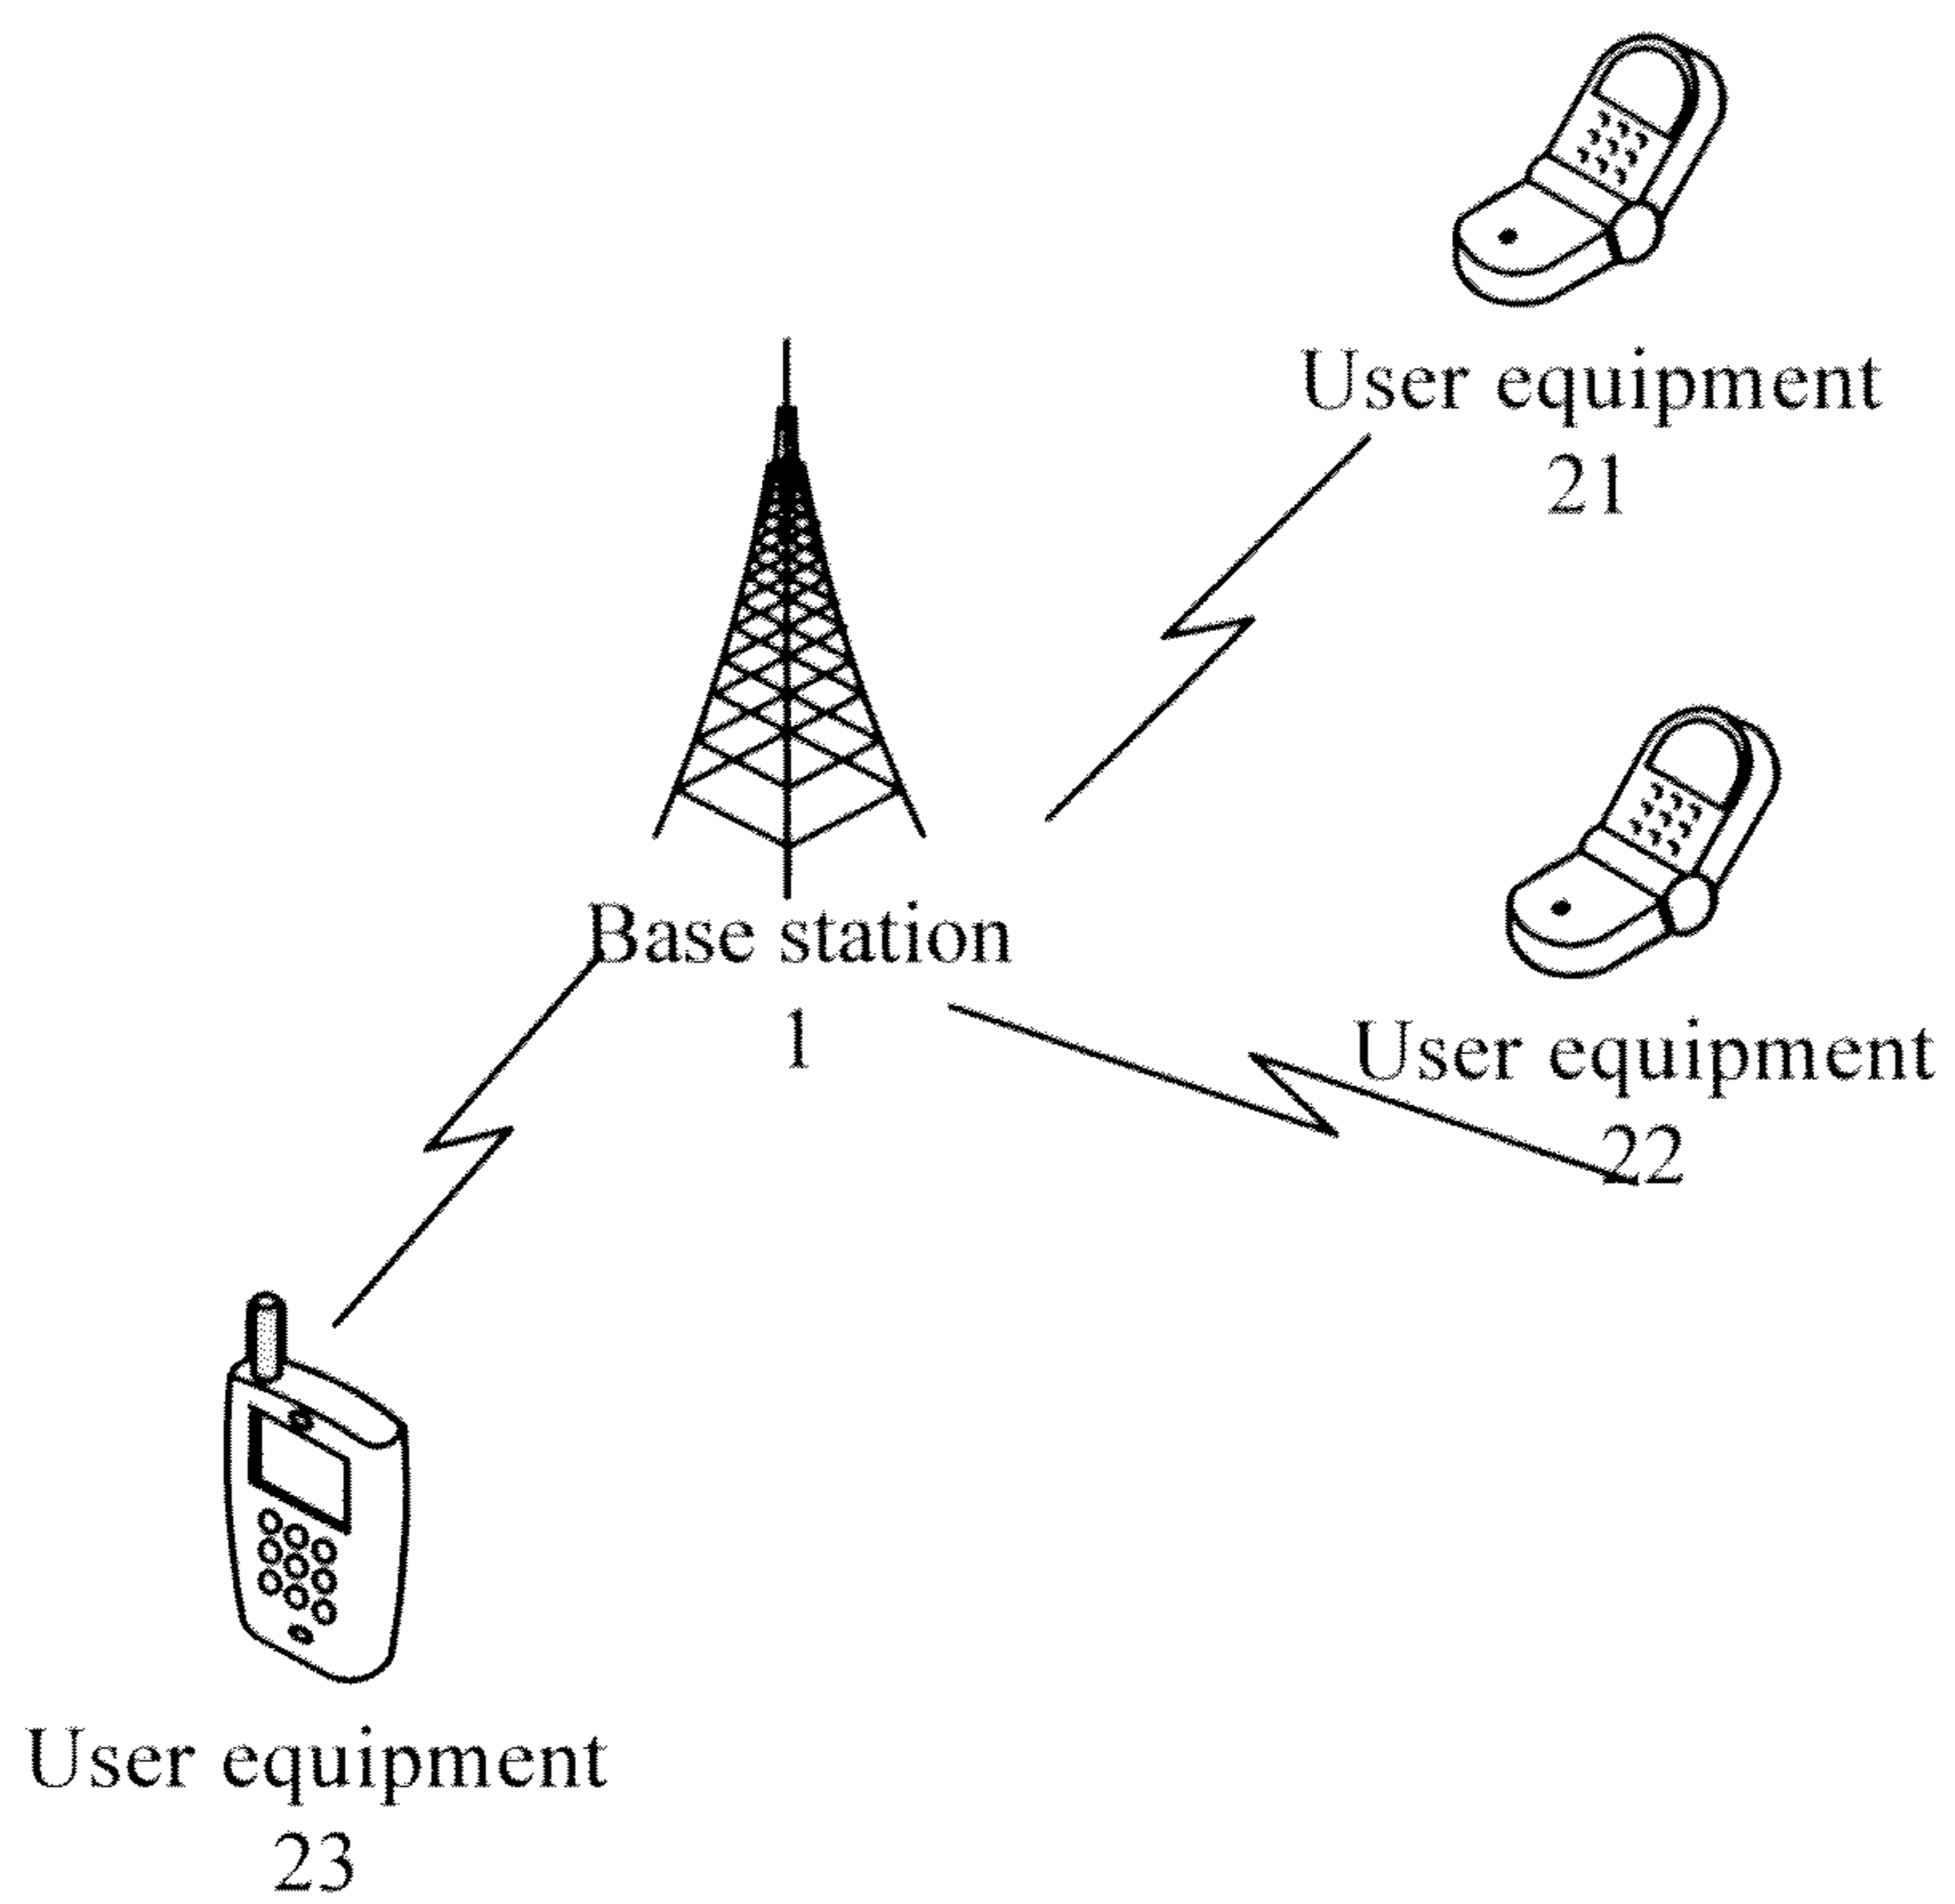 User equipment
21
Base station
1
User equipment
22
User equipment
23